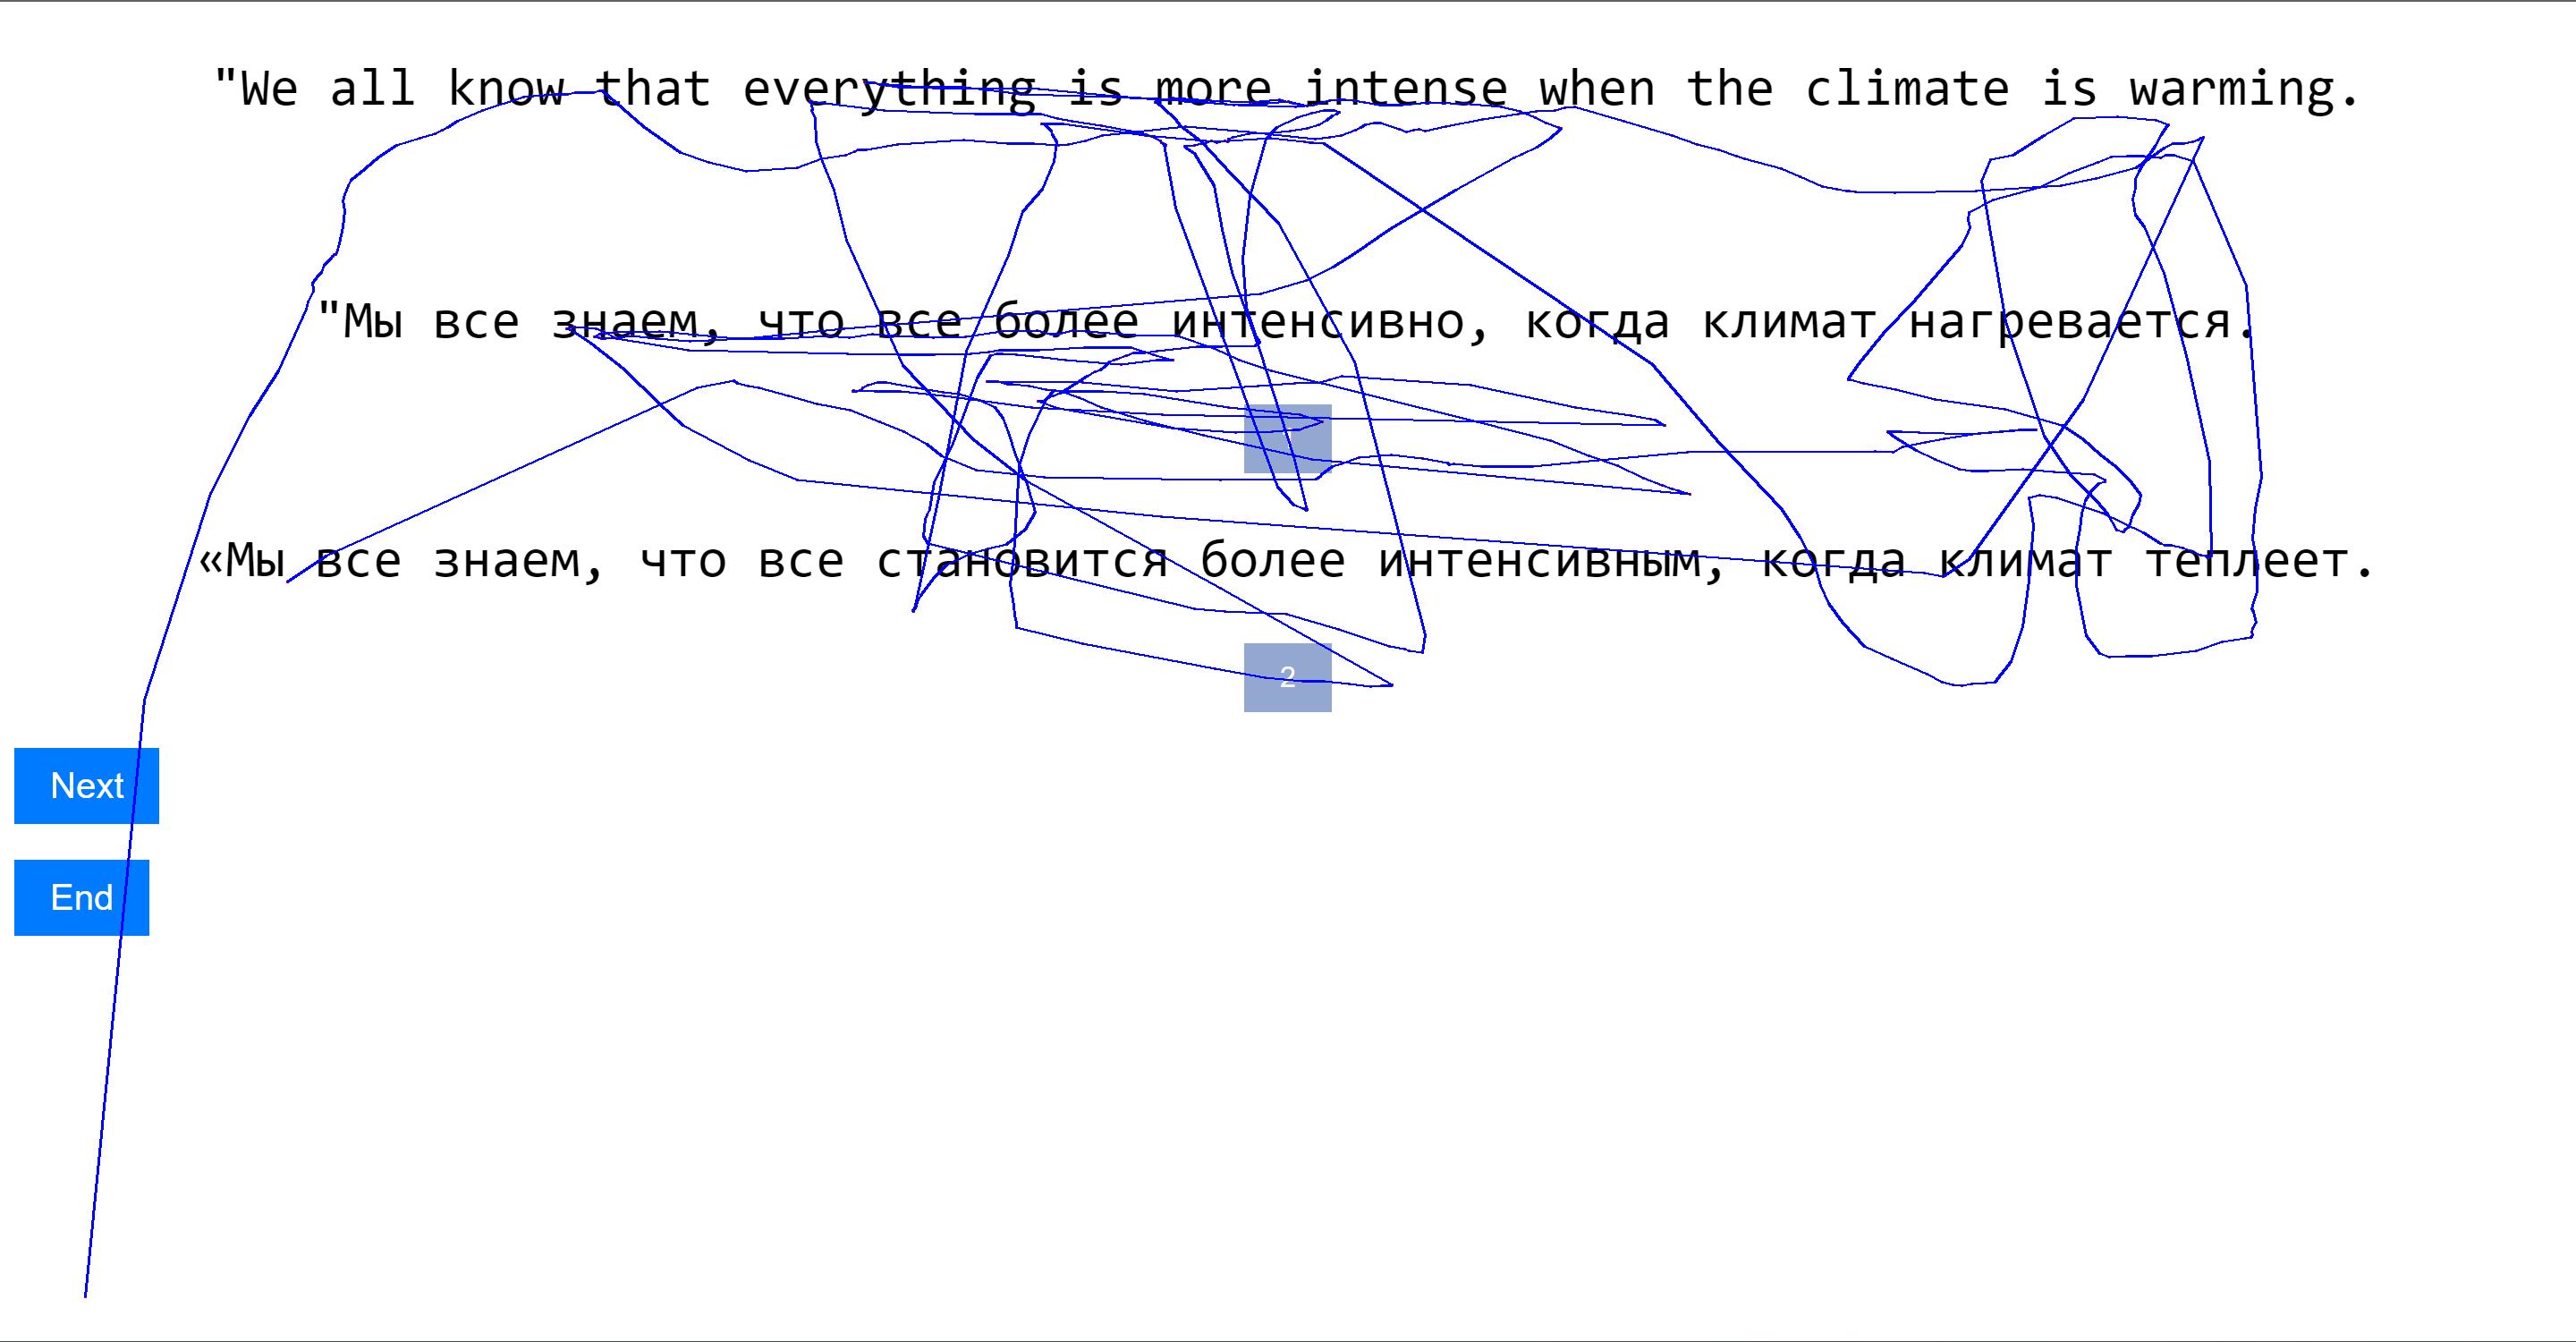 "We all know that everything is more intense when the climate is warming.
"Мы все знаем, что все более интенсивно, когда климат нагревается.
«Мы все знаем, что все становится более интенсивным, когда климат теплеет.
2
Next
End